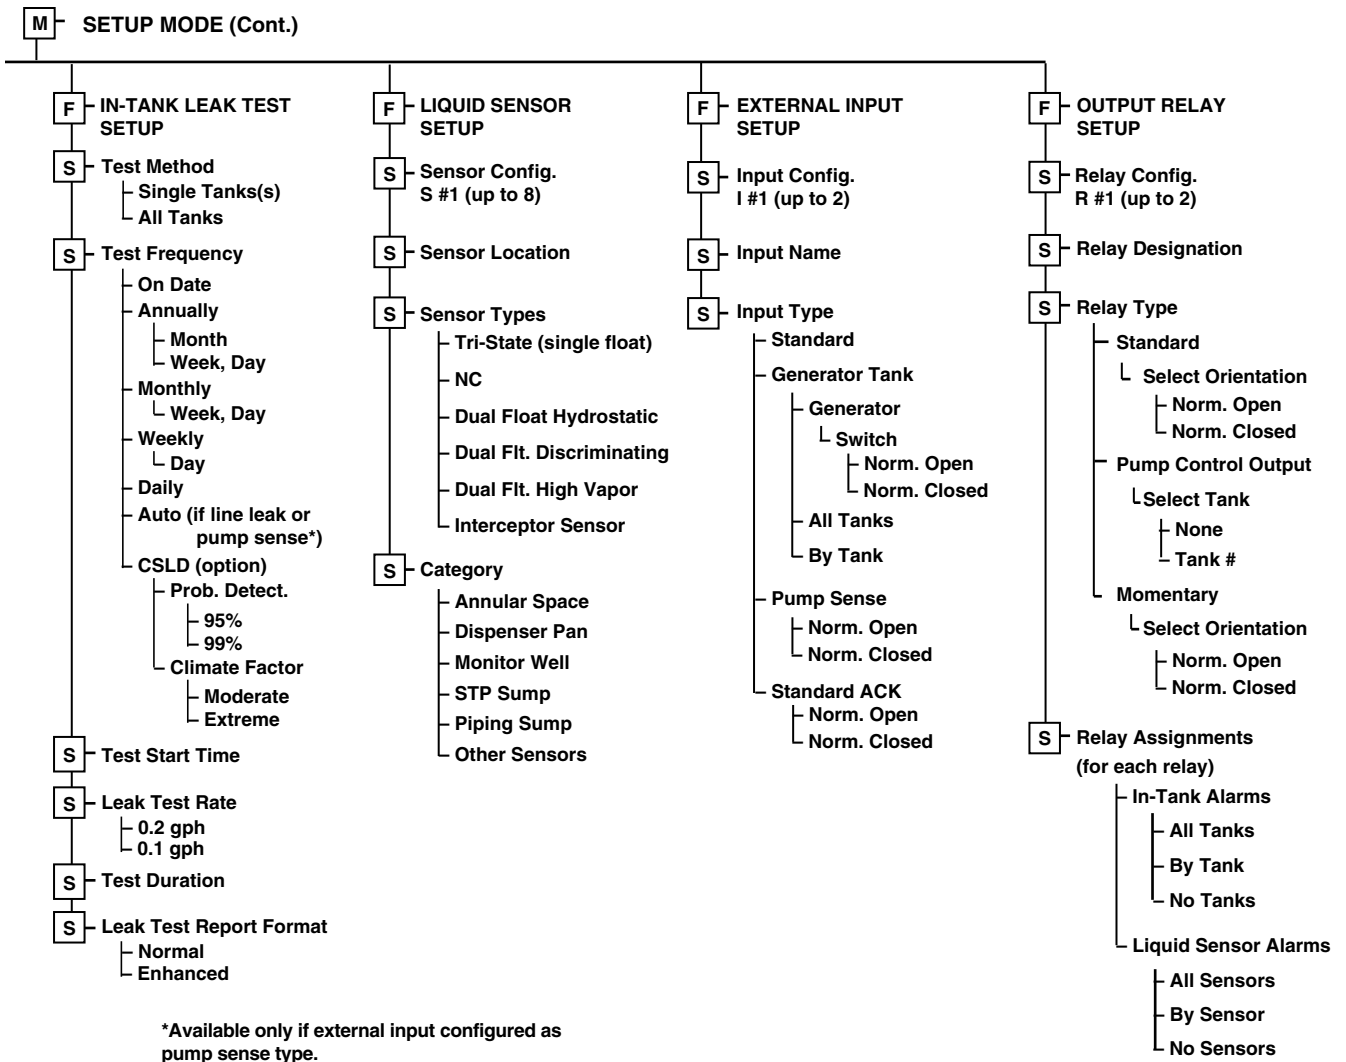 M SETUP MODE (Cont.)
F IN-TANK LEAK TEST
SETUP
S Test Method
Single Tanks(s)
All Tanks
S Test Frequency
On Date
Annually
Month
Week, Day
Monthly
Week, Day
Weekly
Day
Daily
Auto (if line leak or
pump sense*)
CSLD (option)
Prob. Detect.
95%
99%
Climate Factor
Moderate
Extreme
S Test Start Time
S Leak Test Rate
0.2 gph
0.1 gph
S Test Duration
S Leak Test Report Format
Normal
Enhanced
*Available only if external input configured as
pump sense type.
F LIQUID SENSOR
SETUP
S Sensor Config.
S #1 (up to 8)
S Sensor Location
S Sensor Types
Tri-State (single float)
NC
Dual Float Hydrostatic
Dual Flt. Discriminating
Dual Flt. High Vapor
Interceptor Sensor
S Category
Annular Space
Dispenser Pan
Monitor Well
STP Sump
Piping Sump
Other Sensors
F EXTERNAL INPUT
SETUP
S Input Config.
I #1 (up to 2)
S Input Name
S Input Type
Standard
Generator Tank
Generator
Switch
Norm. Open
Norm. Closed
All Tanks
By Tank
Pump Sense
Norm. Open
Norm. Closed
Standard ACK
Norm. Open
Norm. Closed
F OUTPUT RELAY
SETUP
S Relay Config.
R #1 (up to 2)
S Relay Designation
S Relay Type
Standard
Select Orientation
Norm. Open
Norm. Closed
Pump Control Output
Select Tank
None
Tank #
Momentary
Select Orientation
Norm. Open
Norm. Closed
S Relay Assignments
(for each relay)
In-Tank Alarms
All Tanks
By Tank
No Tanks
Liquid Sensor Alarms
All Sensors
By Sensor
No Sensors